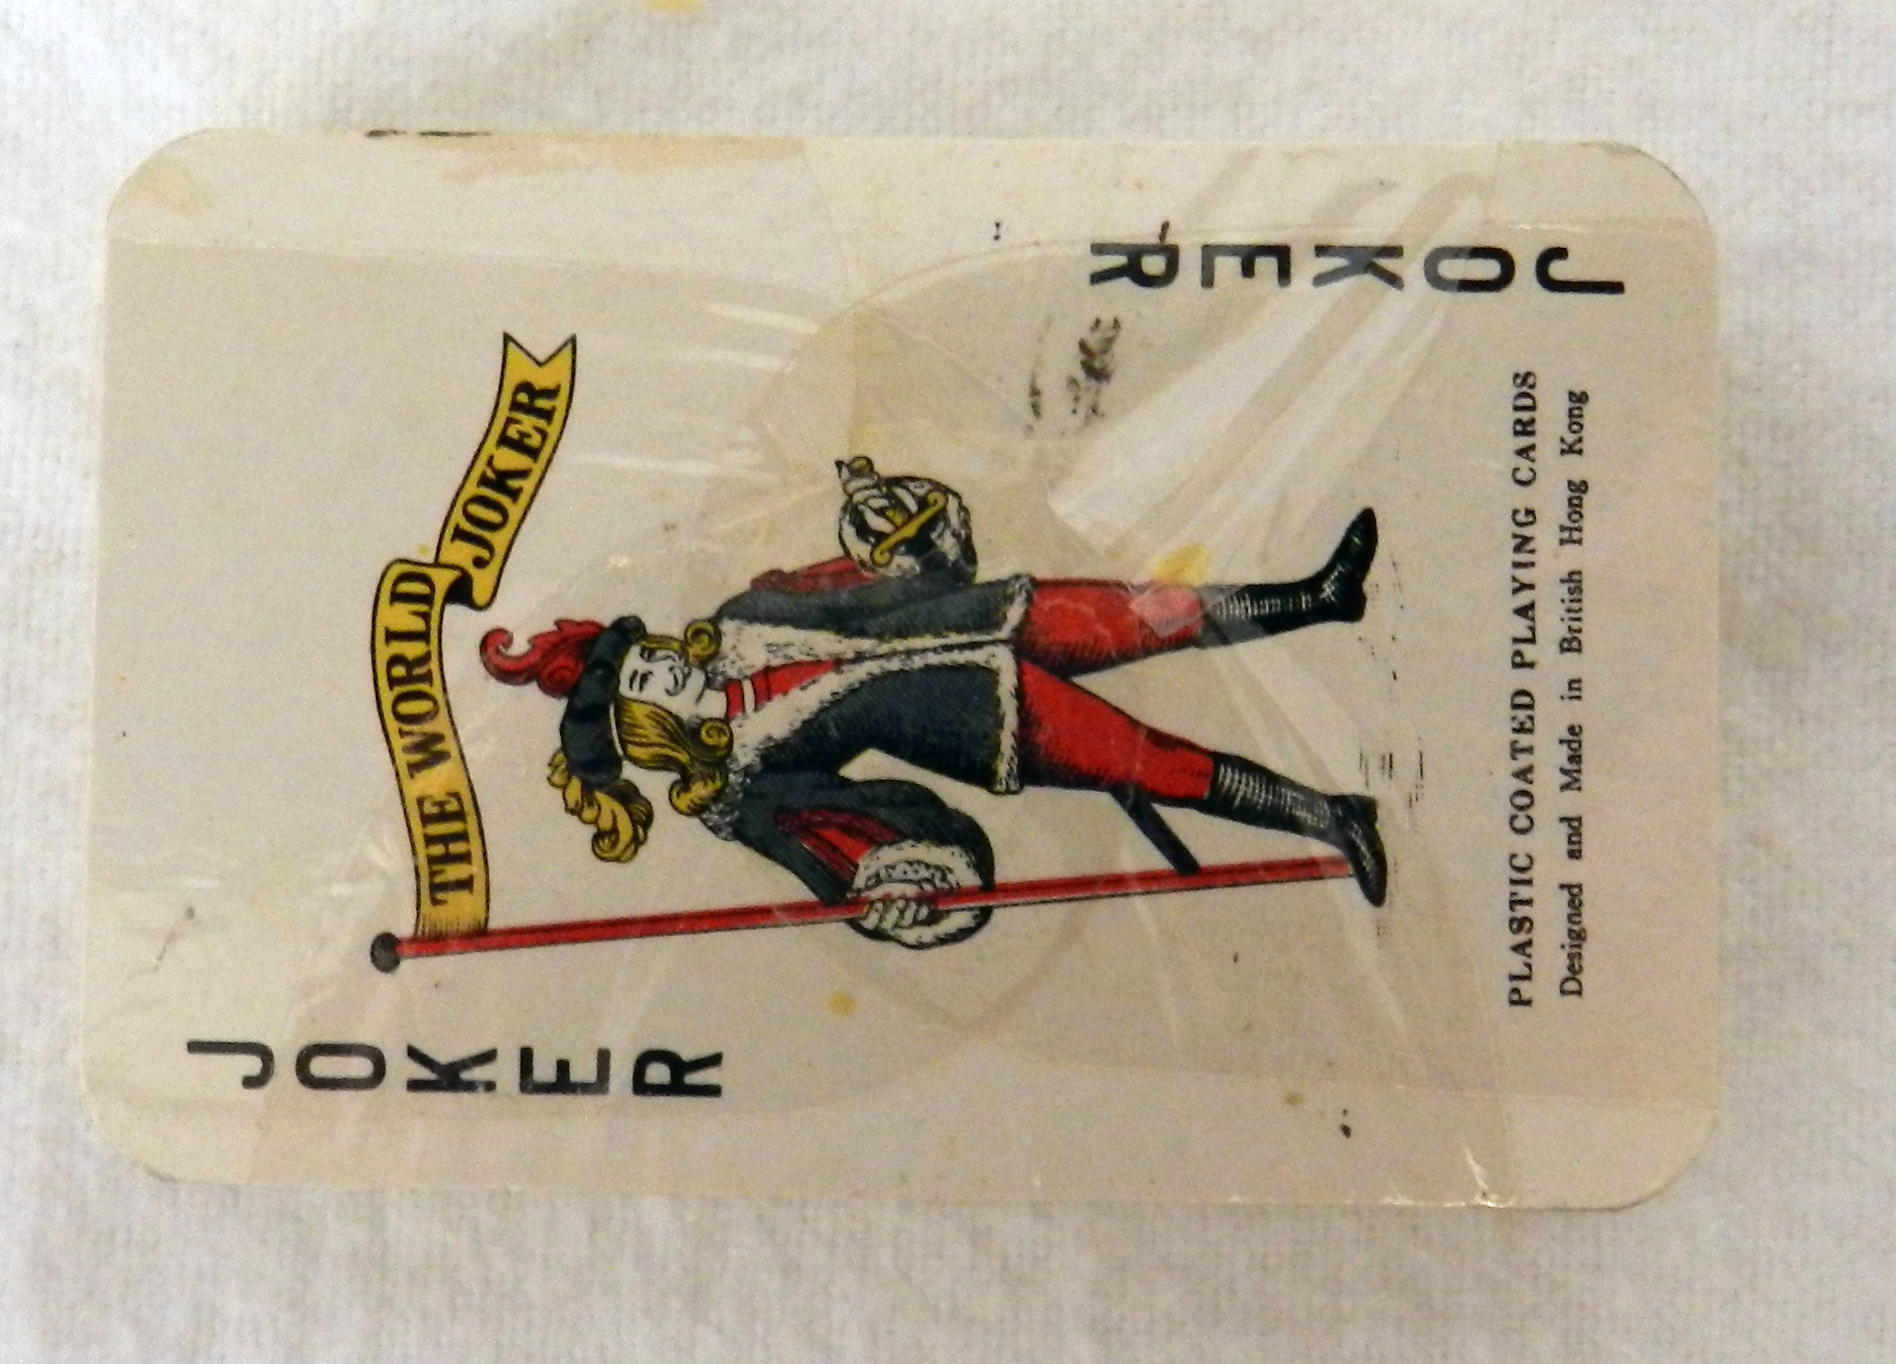 JOKER
THE WORLD JOKER
PLASTIC COATED PLAYING CARDS
Designed and Made in British Hong Kong
JOKER